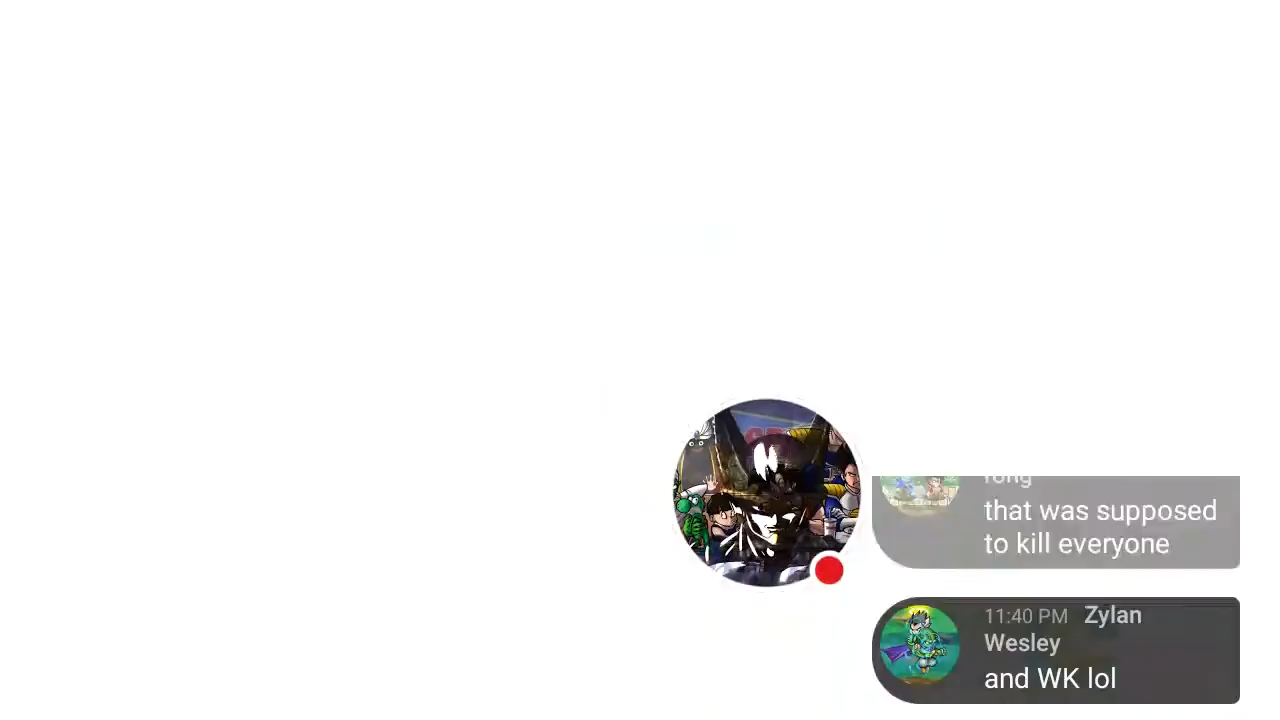 that was supposed
to kill everyone
11:40 PM Zylan
Wesley
and WK lol